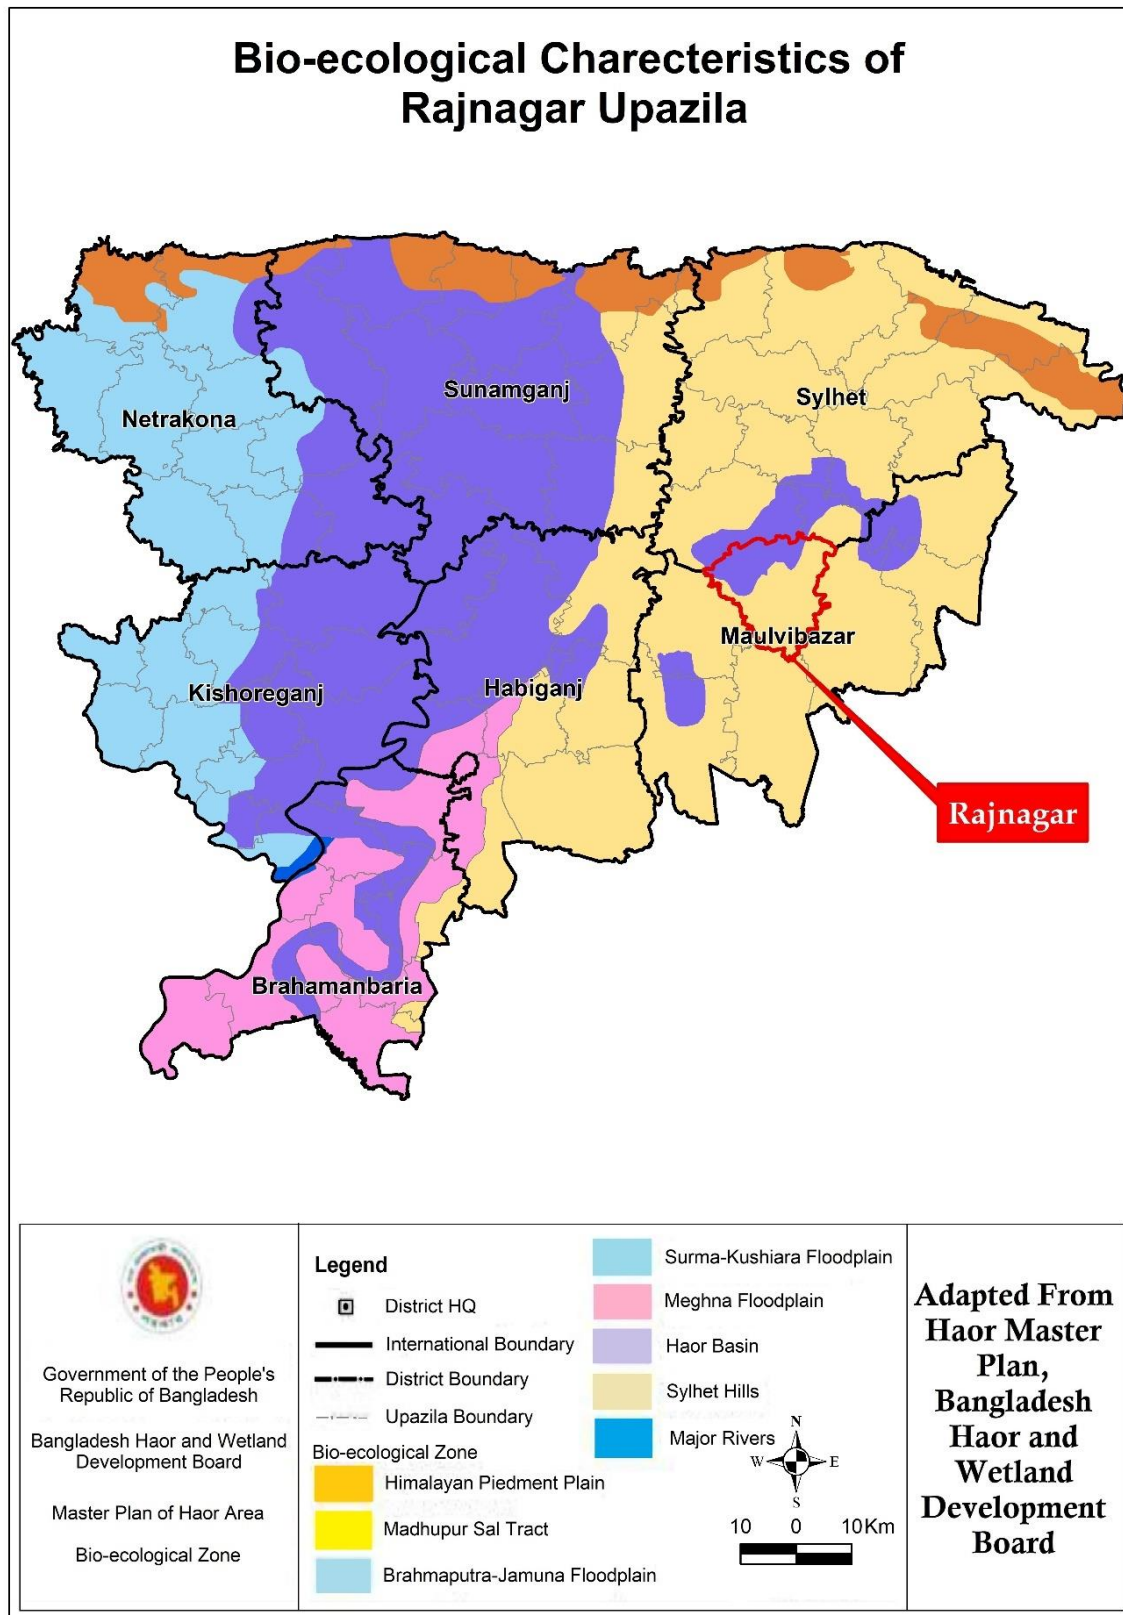 Bio-ecological Charecteristics of
Rajnagar Upazila
Netrakona
Sunamganj
Sylhet
Maulvibazar
Kishoreganj
Habiganj
Rajnagar
Brahamanbaria
Government of the People's
Republic of Bangladesh
Bangladesh Haor and Wetland
Development Board
Master Plan of Haor Area
Bio-ecological Zone
Legend
District HQ
International Boundary
District Boundary
Upazila Boundary
Bio-ecological Zone
Himalayan Piedment Plain
Madhupur Sal Tract
Brahmaputra-Jamuna Floodplain
Surma-Kushiara Floodplain
Meghna Floodplain
Haor Basin
Sylhet Hills
Major Rivers
N
W E
S
10 0 10Km
Adapted From
Haor Master
Plan,
Bangladesh
Haor and
Wetland
Development
Board